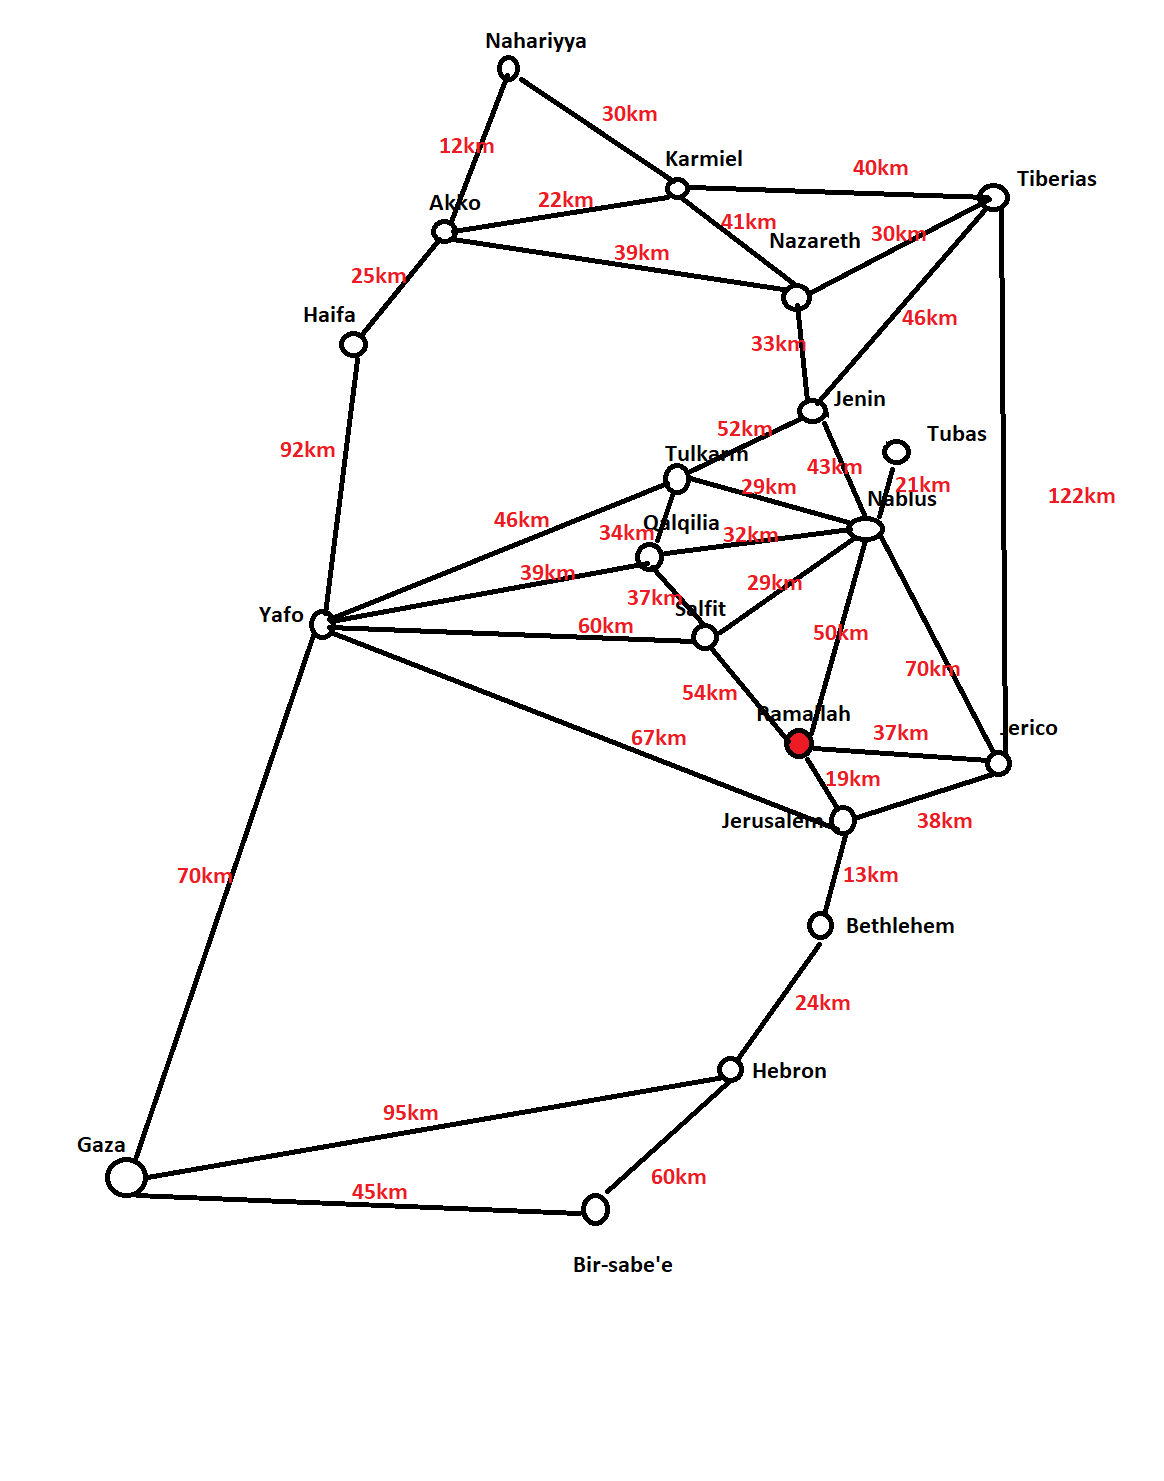 Nahariyya
30km
12km
Karmiel
40km
Tiberias
Akko
22km
41km
Nazareth
30km
39km
25km
Haifa
46km
33km
Jenin
52km
Tubas
92km
Tulkarm
43km
21km
29km
Nablus
122km
46km
Qalqilia
34km
32km
39km
29km
37km
Salfit
Yafo
60km
50km
70km
54km
Ramallah
67km
37km
Jerico
19km
Jerusalem
38km
70km
13km
Bethlehem
24km
Hebron
95km
Gaza
60km
45km
Bir-sabe'e